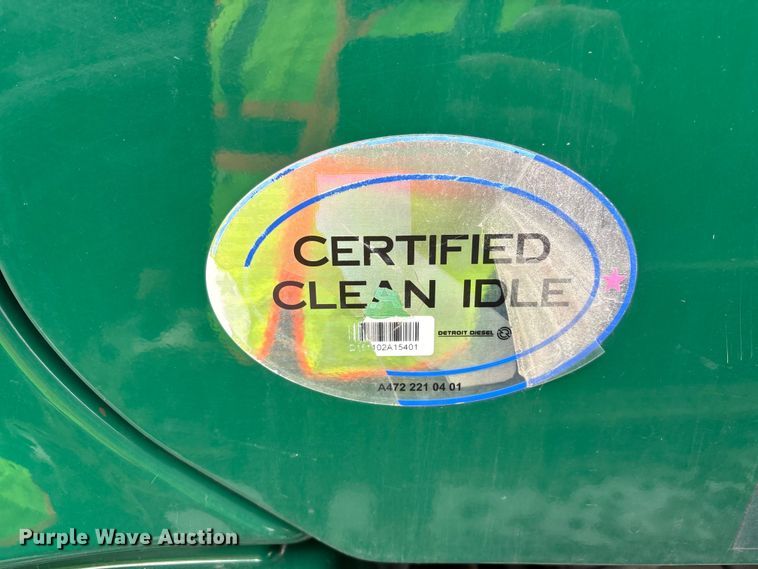 CERTIFIED
CLEAN IDLE
DETROIT DIESEL
102A15401
A472 221 04 01
Purple Wave Auction